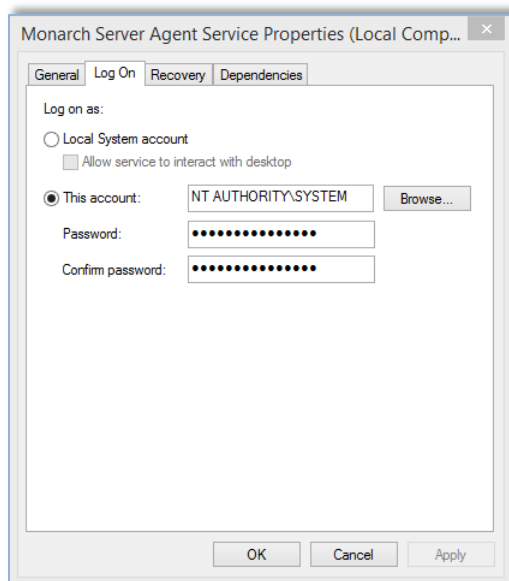 Monarch Server Agent Service Properties (Local Comp...
General Log On Recovery Dependencies
Log on as:
Local System account
Allow service to interact with desktop
This account: NT AUTHORITY\SYSTEM Browse...
Password: •••••••••••••••
Confirm password: •••••••••••••••
OK Cancel Apply